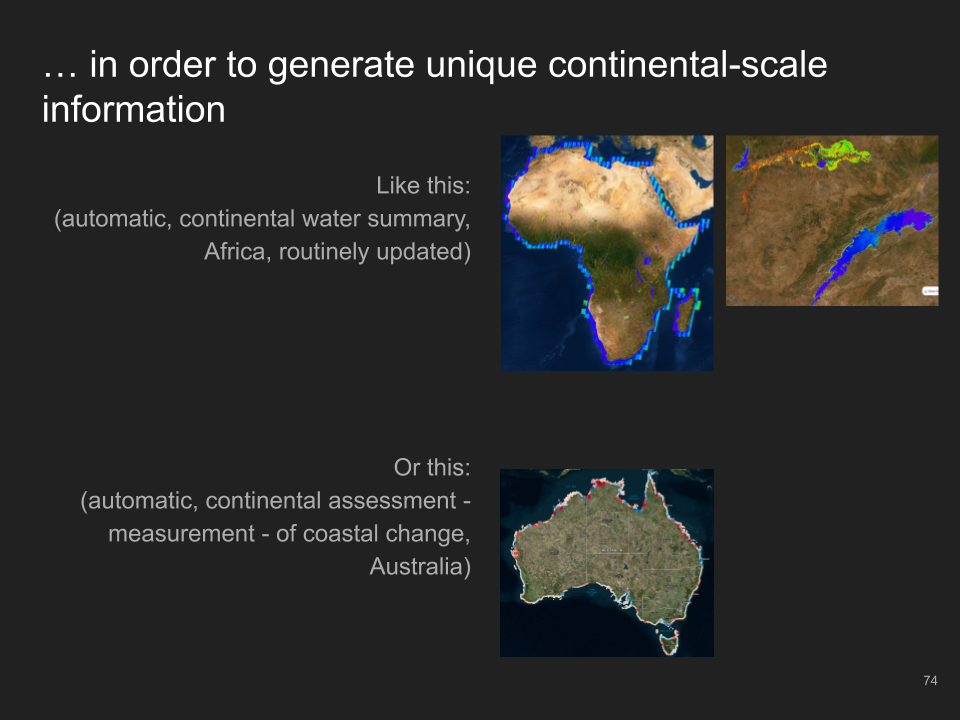 … in order to generate unique continental-scale
information
Like this:
(automatic, continental water summary,
Africa, routinely updated)
Or this:
(automatic, continental assessment -
measurement - of coastal change,
Australia)
74